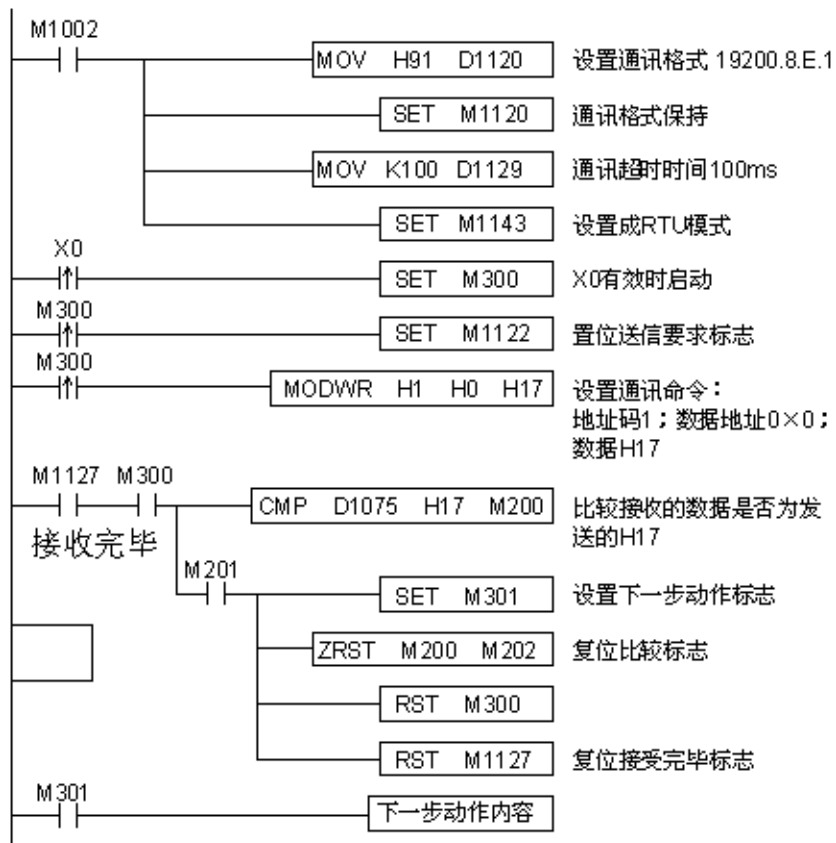 M1002
MOV H91 D1120 设置通讯格式 19200.8.E.1
SET M1120 通讯格式保持
MOV K100 D1129 通讯超时时间100ms
SET M1143 设置成RTU模式
X0
SET M300 X0有效时启动
M300
SET M1122 置位送信要求标志
M300
MODWR H1 H0 H17 设置通讯命令：
地址码1；数据地址0×0；
数据H17
M1127 M300
CMP D1075 H17 M200 比较接收的数据是否为发
送的H17
接收完毕
M201
SET M301 设置下一步动作标志
ZRST M200 M202 复位比较标志
RST M300
RST M1127 复位接受完毕标志
M301
下一步动作内容